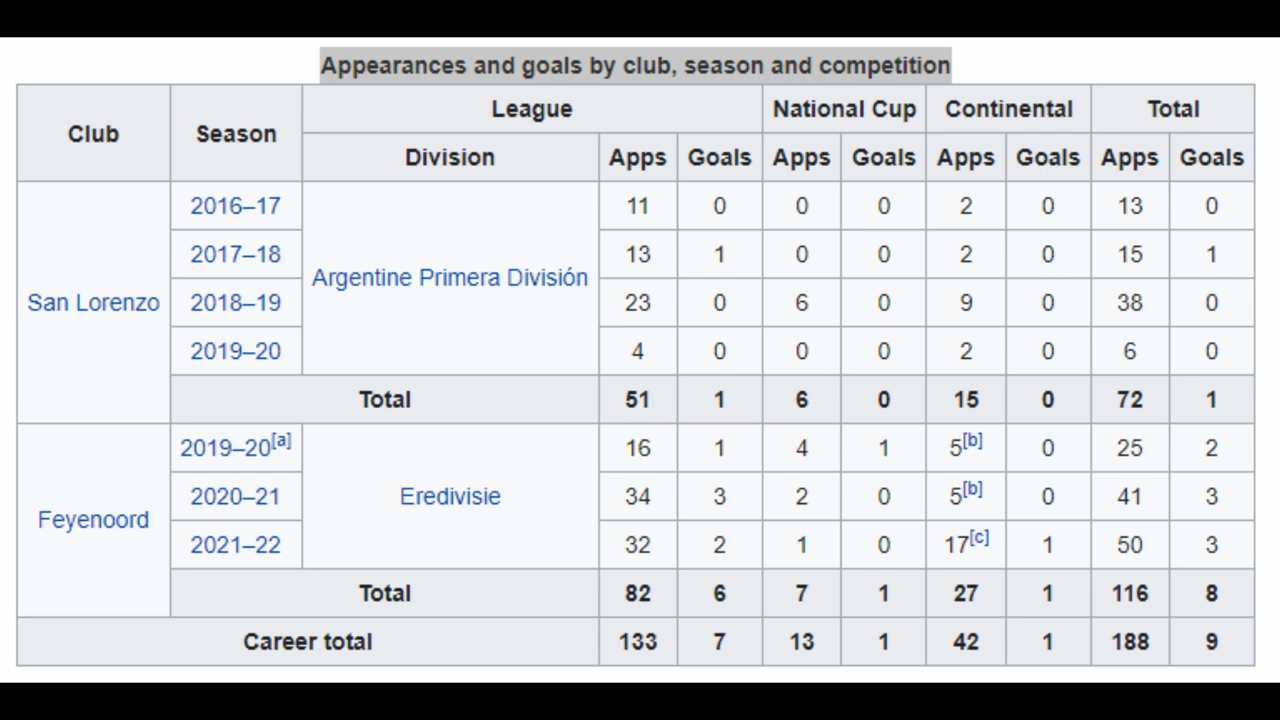 Appearances and goals by club, season and competition
Club Season League National Cup Continental Total
Division Apps Goals Apps Goals Apps Goals Apps Goals
San Lorenzo 2016–17 Argentine Primera División 11 0 0 0 2 0 13 0
2017–18 13 1 0 0 2 0 15 1
2018–19 23 0 6 0 9 0 38 0
2019–20 4 0 0 0 2 0 6 0
Total 51 1 6 0 15 0 72 1
Feyenoord 2019–20[a] Eredivisie 16 1 4 1 5[b] 0 25 2
2020–21 34 3 2 0 5[b] 0 41 3
2021–22 32 2 1 0 17[c] 1 50 3
Total 82 6 7 1 27 1 116 8
Career total 133 7 13 1 42 1 188 9